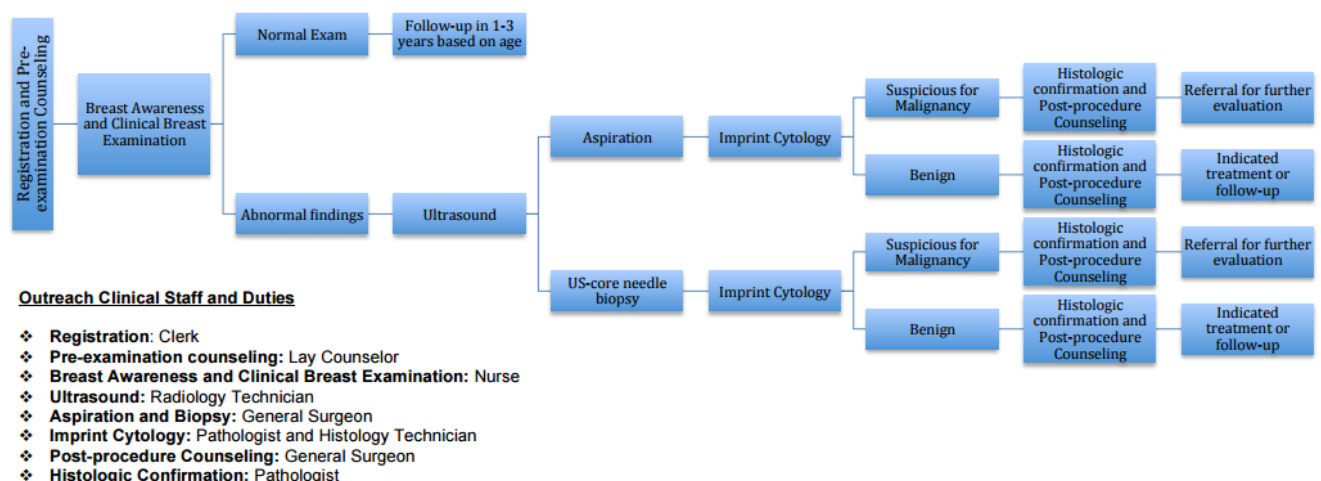 Registration and Pre-
examination Counseling
Breast Awareness
and Clinical Breast
Examination
Normal Exam
Follow-up in 1-3
years based on age
Abnormal findings
Ultrasound
Aspiration
Imprint Cytology
Suspicious for
Malignancy
Histologic
confirmation and
Post-procedure
Counseling
Referral for further
evaluation
Benign
Histologic
confirmation and
Post-procedure
Counseling
Indicated
treatment or
follow-up
US-core needle
biopsy
Imprint Cytology
Suspicious for
Malignancy
Histologic
confirmation and
Post-procedure
Counseling
Referral for further
evaluation
Benign
Histologic
confirmation and
Post-procedure
Counseling
Indicated
treatment or
follow-up
Outreach Clinical Staff and Duties
❖ Registration: Clerk
❖ Pre-examination counseling: Lay Counselor
❖ Breast Awareness and Clinical Breast Examination: Nurse
❖ Ultrasound: Radiology Technician
❖ Aspiration and Biopsy: General Surgeon
❖ Imprint Cytology: Pathologist and Histology Technician
❖ Post-procedure Counseling: General Surgeon
❖ Histologic Confirmation: Pathologist